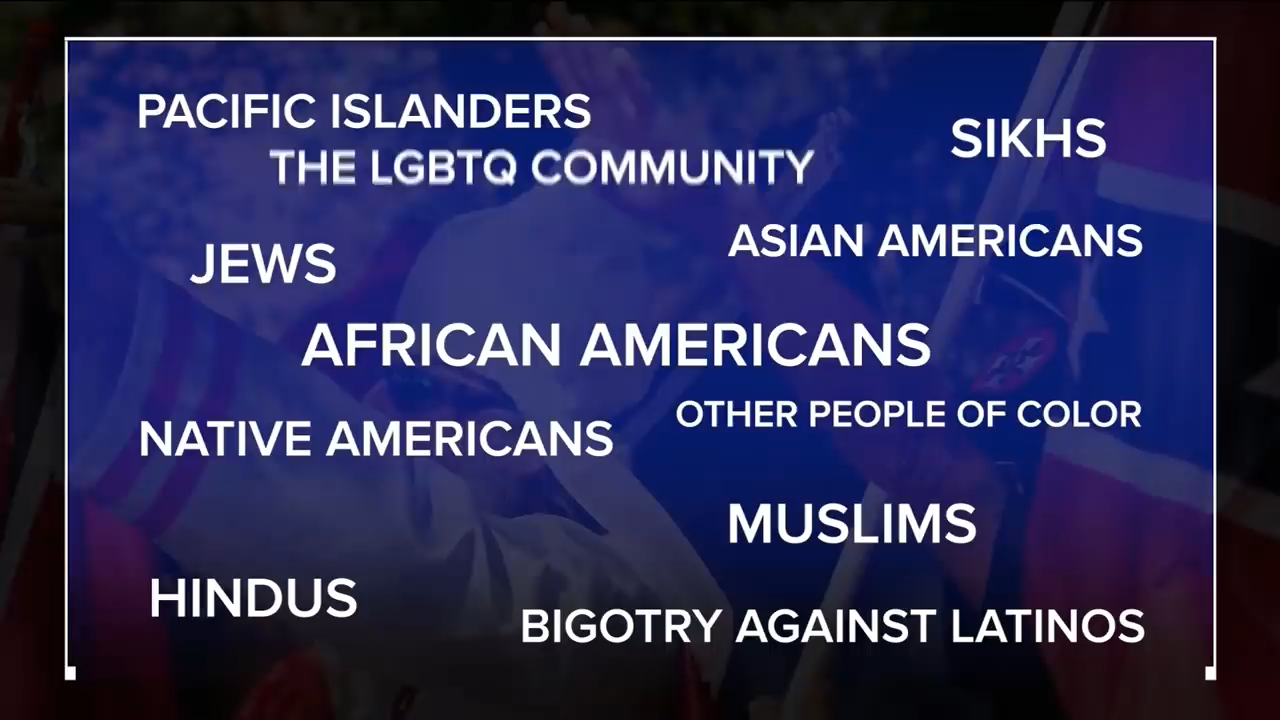 PACIFIC ISLANDERS
THE LGBTQ COMMUNITY
SIKHS
JEWS
ASIAN AMERICANS
AFRICAN AMERICANS
OTHER PEOPLE OF COLOR
NATIVE AMERICANS
MUSLIMS
HINDUS
BIGOTRY AGAINST LATINOS